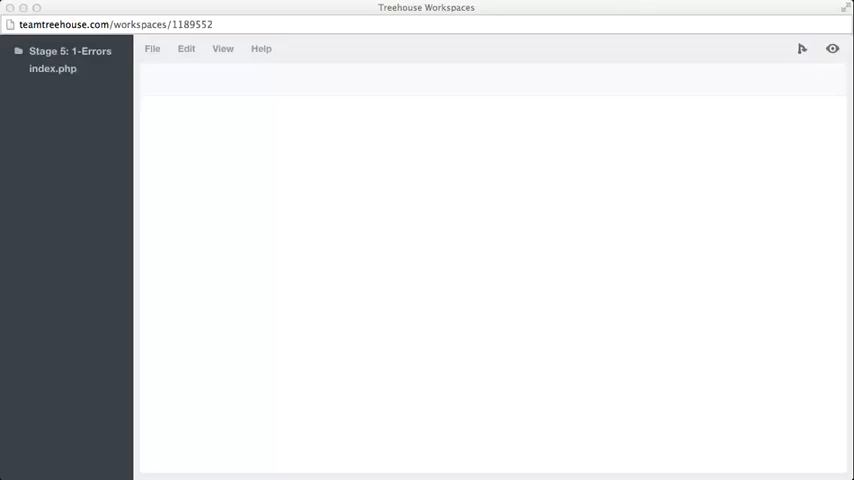 Treehouse Workspaces
teamtreehouse.com/workspaces/1189552
Stage 5: 1-Errors
index.php
File Edit View Help